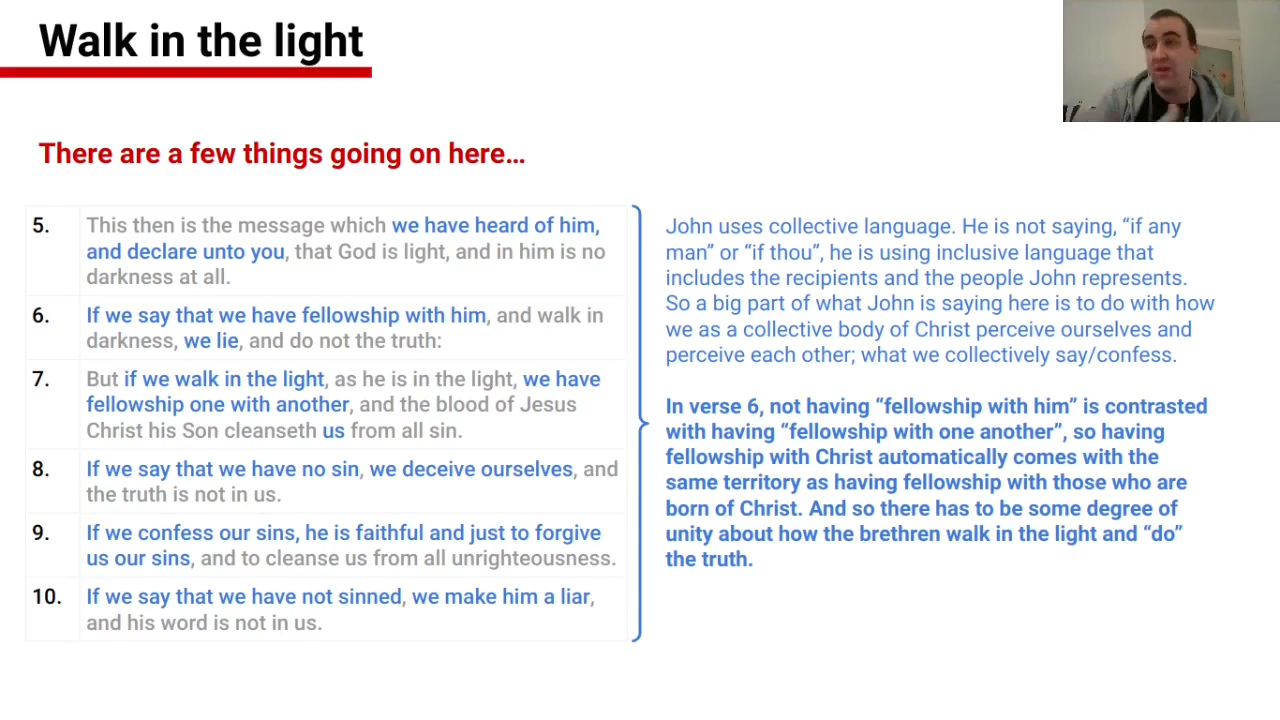 Walk in the light
There are a few things going on here…
5. This then is the message which we have heard of him,
and declare unto you, that God is light, and in him is no
darkness at all.
6. If we say that we have fellowship with him, and walk in
darkness, we lie, and do not the truth:
7. But if we walk in the light, as he is in the light, we have
fellowship one with another, and the blood of Jesus
Christ his Son cleanseth us from all sin.
8. If we say that we have no sin, we deceive ourselves, and
the truth is not in us.
9. If we confess our sins, he is faithful and just to forgive
us our sins, and to cleanse us from all unrighteousness.
10. If we say that we have not sinned, we make him a liar,
and his word is not in us.
John uses collective language. He is not saying, “if any
man” or “if thou”, he is using inclusive language that
includes the recipients and the people John represents.
So a big part of what John is saying here is to do with how
we as a collective body of Christ perceive ourselves and
perceive each other; what we collectively say/confess.
In verse 6, not having “fellowship with him” is contrasted
with having “fellowship with one another”, so having
fellowship with Christ automatically comes with the
same territory as having fellowship with those who are
born of Christ. And so there has to be some degree of
unity about how the brethren walk in the light and “do”
the truth.